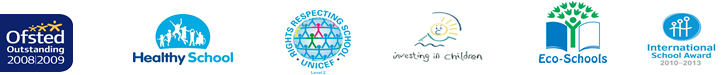 Ofsted
Outstanding
2008|2009
Healthy School
RIGHTS RESPECTING SCHOOL
UNICEF
Level 2
investing in children
Eco-Schools
International
School Award
2010-2013